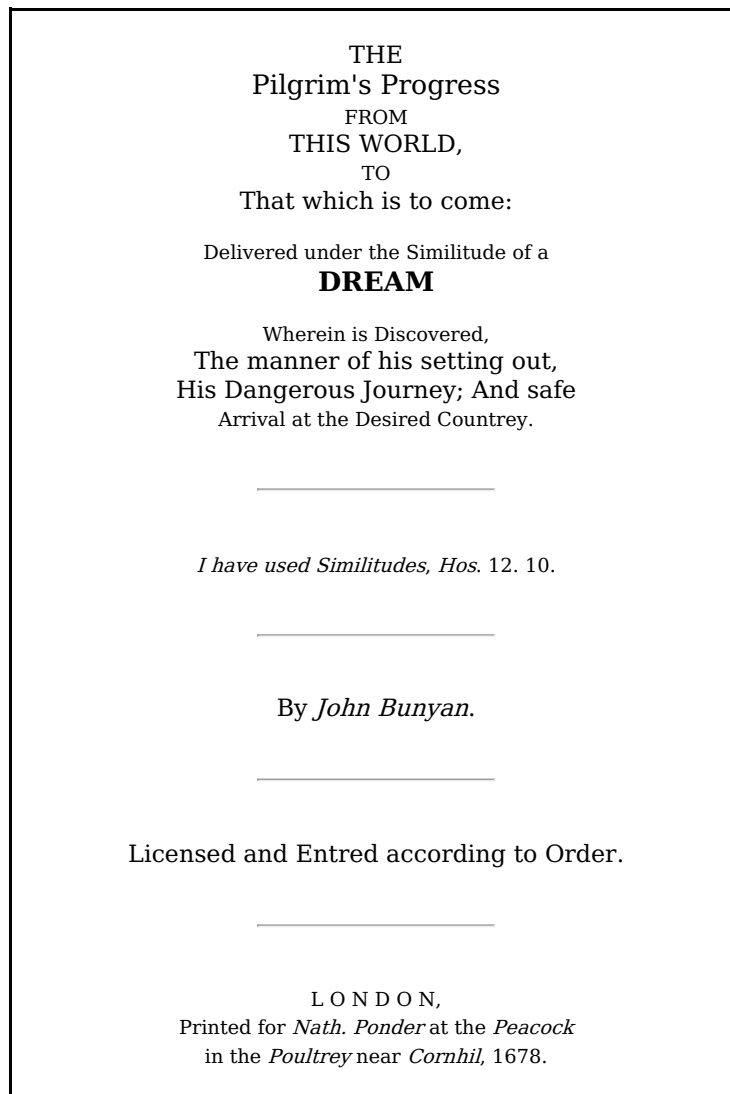 THE
Pilgrim's Progress
FROM
THIS WORLD,
TO
That which is to come:
Delivered under the Similitude of a
DREAM
Wherein is Discovered,
The manner of his setting out,
His Dangerous Journey; And safe
Arrival at the Desired Countrey.
I have used Similitudes, Hos. 12. 10.
By John Bunyan.
Licensed and Entred according to Order.
L O N D O N,
Printed for Nath. Ponder at the Peacock
in the Poultrey near Cornhil, 1678.